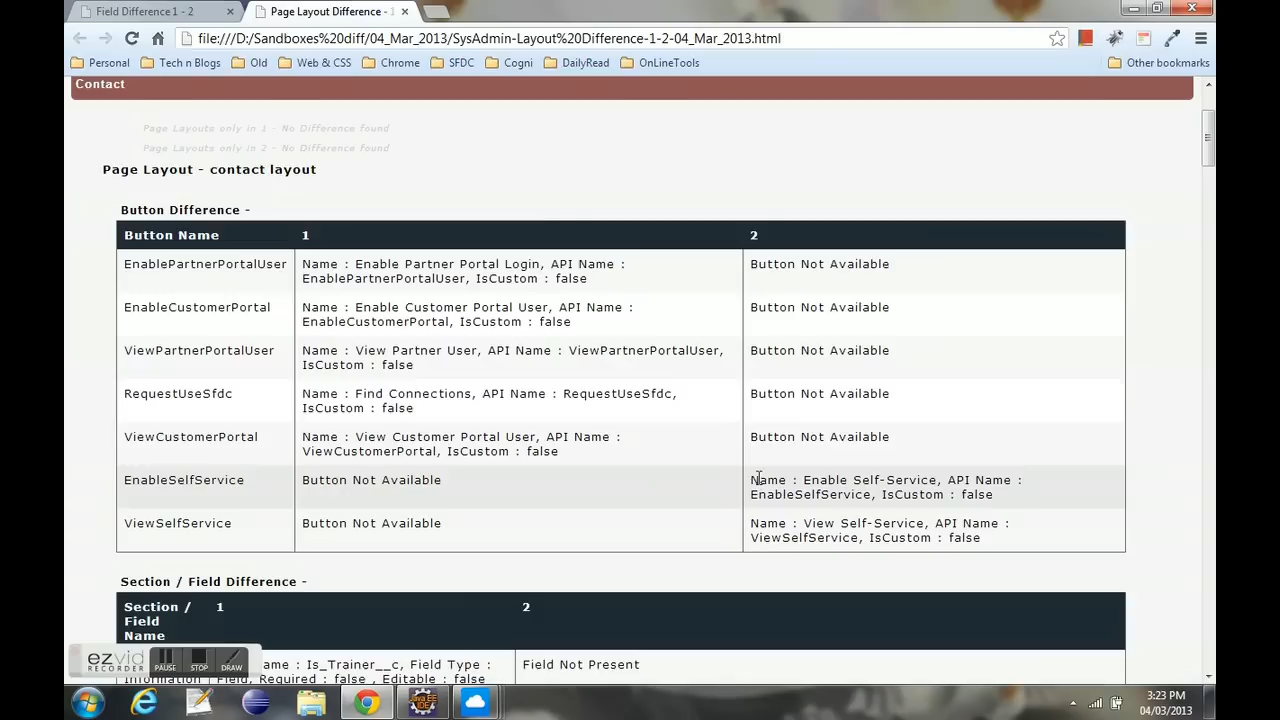 Field Difference 1 - 2
Page Layout Difference - 1
file:///D:/Sandboxes%20diff/04_Mar_2013/SysAdmin-Layout%20Difference-1-2-04_Mar_2013.html
Personal Tech n Blogs Old Web & CSS Chrome SFDC Cogni DailyRead OnLineTools Other bookmarks
Contact
Page Layouts only in 1 - No Difference found
Page Layouts only in 2 - No Difference found
Page Layout - contact layout
Button Difference -
Button Name 1 2
EnablePartnerPortalUser Name : Enable Partner Portal Login, API Name : Button Not Available
EnablePartnerPortalUser, IsCustom : false
EnableCustomerPortal Name : Enable Customer Portal User, API Name : Button Not Available
EnableCustomerPortal, IsCustom : false
ViewPartnerPortalUser Name : View Partner User, API Name : ViewPartnerPortalUser, Button Not Available
IsCustom : false
RequestUseSfdc Name : Find Connections, API Name : RequestUseSfdc, Button Not Available
IsCustom : false
ViewCustomerPortal Name : View Customer Portal User, API Name : Button Not Available
ViewCustomerPortal, IsCustom : false
EnableSelfService Button Not Available Name : Enable Self-Service, API Name :
EnableSelfService, IsCustom : false
ViewSelfService Button Not Available Name : View Self-Service, API Name :
ViewSelfService, IsCustom : false
Section / Field Difference -
Section / 1 2
Field
Name
ame : Is_Trainer__c, Field Type : Field Not Present
Information Field, Required : false , Editable : false
ezvid
RECORDER
PAUSE STOP DRAW
Java EE
IDE
3:23 PM
04/03/2013